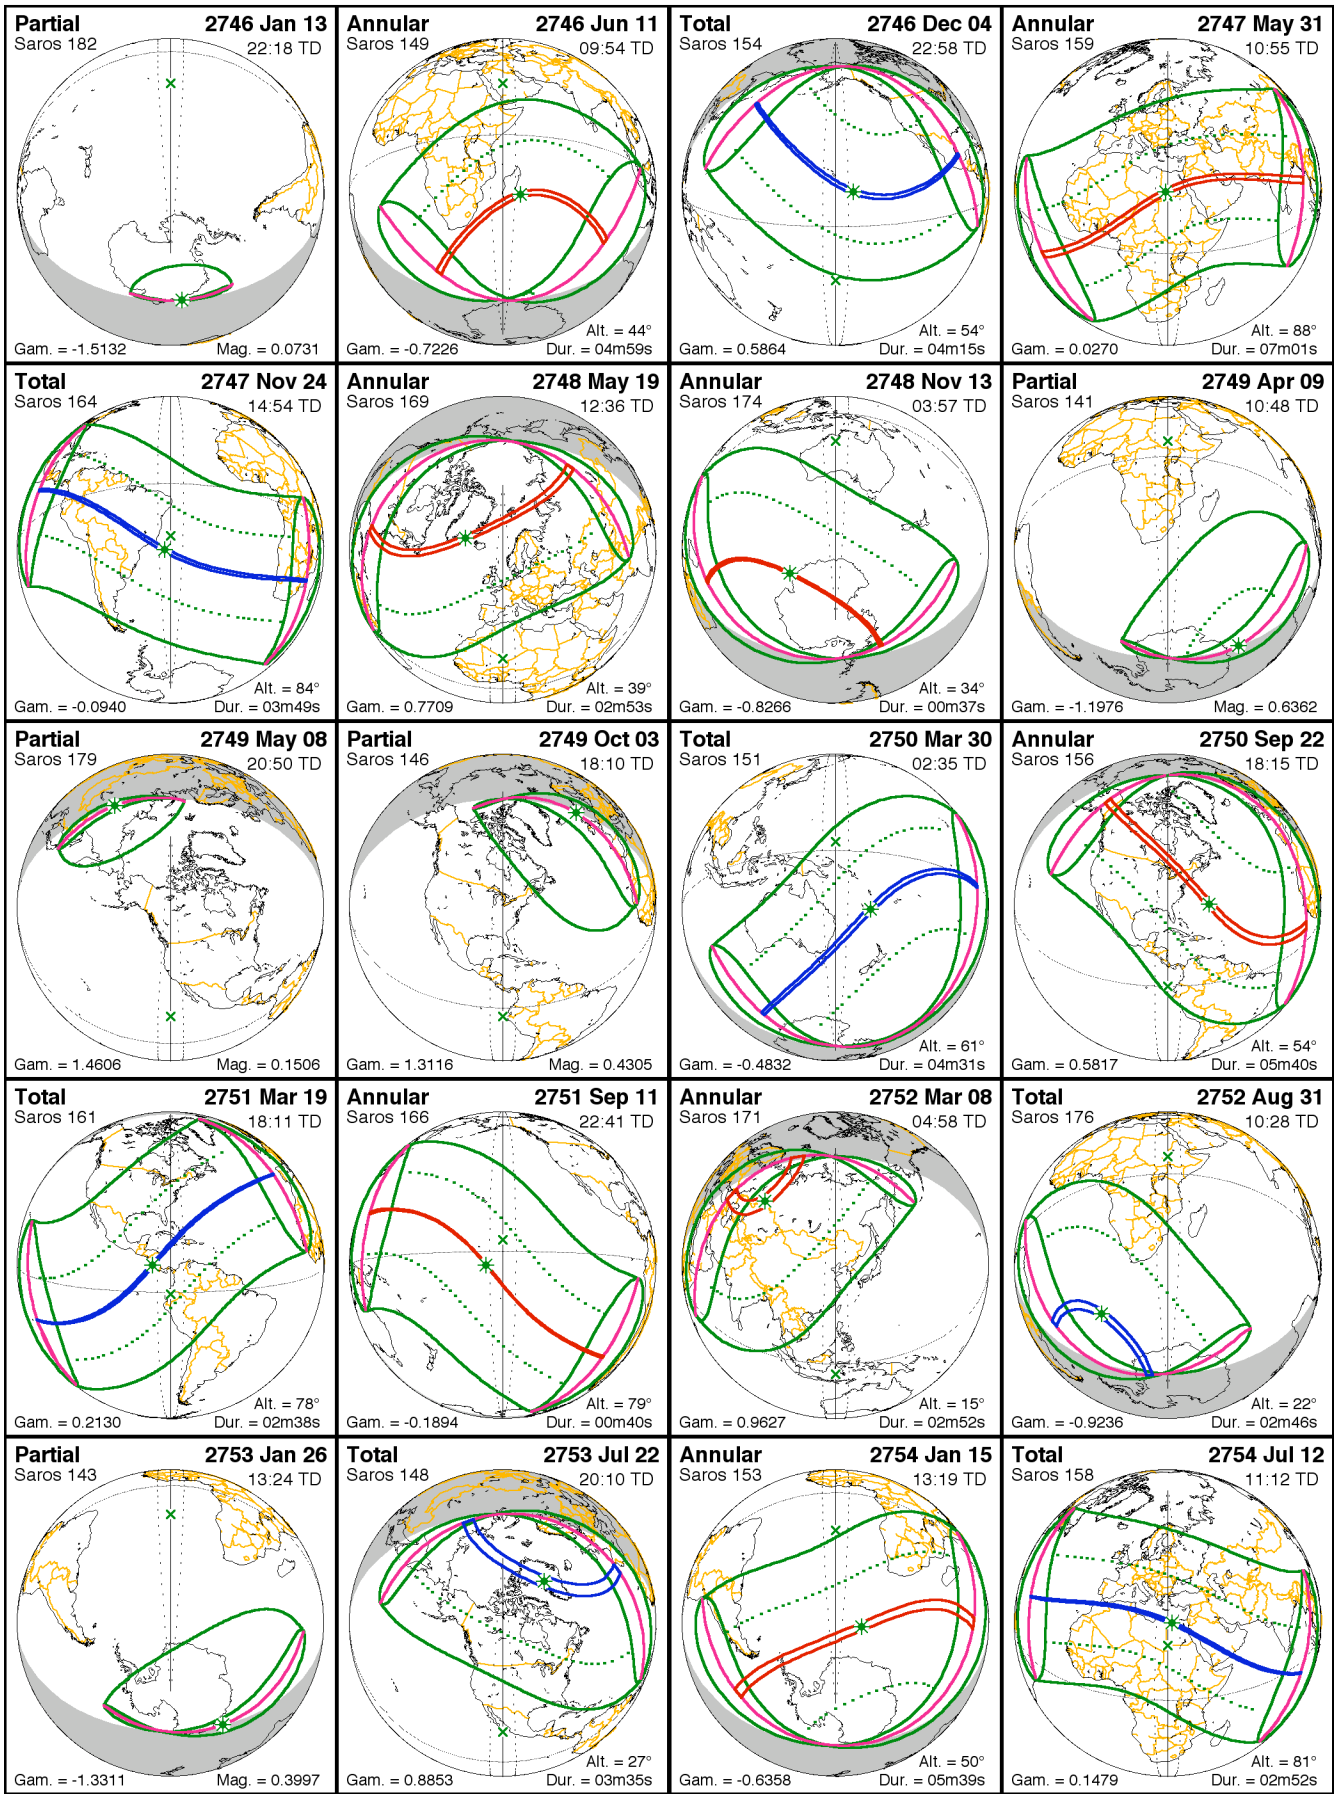 Partial 2746 Jan 13
Saros 182 22:18 TD
Gam. = -1.5132 Mag. = 0.0731
Annular 2746 Jun 11
Saros 149 09:54 TD
Alt. = 44°
Gam. = -0.7226 Dur. = 04m59s
Total 2746 Dec 04
Saros 154 22:58 TD
Alt. = 54°
Gam. = 0.5864 Dur. = 04m15s
Annular 2747 May 31
Saros 159 10:55 TD
Alt. = 88°
Gam. = 0.0270 Dur. = 07m01s
Total 2747 Nov 24
Saros 164 14:54 TD
Alt. = 84°
Gam. = -0.0940 Dur. = 03m49s
Annular 2748 May 19
Saros 169 12:36 TD
Alt. = 39°
Gam. = 0.7709 Dur. = 02m53s
Annular 2748 Nov 13
Saros 174 03:57 TD
Alt. = 34°
Gam. = -0.8266 Dur. = 00m37s
Partial 2749 Apr 09
Saros 141 10:48 TD
Gam. = -1.1976 Mag. = 0.6362
Partial 2749 May 08
Saros 179 20:50 TD
Gam. = 1.4606 Mag. = 0.1506
Partial 2749 Oct 03
Saros 146 18:10 TD
Gam. = 1.3116 Mag. = 0.4305
Total 2750 Mar 30
Saros 151 02:35 TD
Alt. = 61°
Gam. = -0.4832 Dur. = 04m31s
Annular 2750 Sep 22
Saros 156 18:15 TD
Alt. = 54°
Gam. = 0.5817 Dur. = 05m40s
Total 2751 Mar 19
Saros 161 18:11 TD
Alt. = 78°
Gam. = 0.2130 Dur. = 02m38s
Annular 2751 Sep 11
Saros 166 22:41 TD
Alt. = 79°
Gam. = -0.1894 Dur. = 00m40s
Annular 2752 Mar 08
Saros 171 04:58 TD
Alt. = 15°
Gam. = 0.9627 Dur. = 02m52s
Total 2752 Aug 31
Saros 176 10:28 TD
Alt. = 22°
Gam. = -0.9236 Dur. = 02m46s
Partial 2753 Jan 26
Saros 143 13:24 TD
Gam. = -1.3311 Mag. = 0.3997
Total 2753 Jul 22
Saros 148 20:10 TD
Alt. = 27°
Gam. = 0.8853 Dur. = 03m35s
Annular 2754 Jan 15
Saros 153 13:19 TD
Alt. = 50°
Gam. = -0.6358 Dur. = 05m39s
Total 2754 Jul 12
Saros 158 11:12 TD
Alt. = 81°
Gam. = 0.1479 Dur. = 02m52s